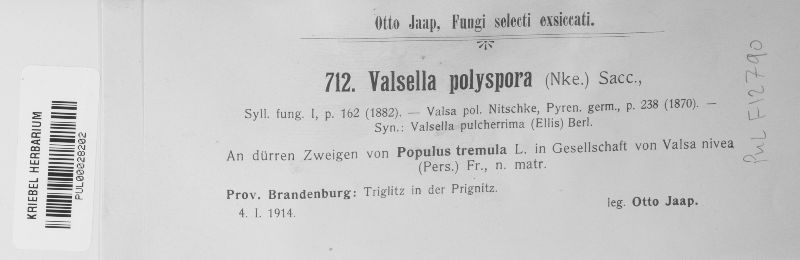 Otto Jaap, Fungi selecti exsiccati.
712. Valsella polyspora (Nke.) Sacc.,
Syll. fung. I, p. 162 (1882). — Valsa pol. Nitschke, Pyren. germ., p. 238 (1870). —
Syn.: Valsella pulcherrima (Ellis) Berl.
An dürren Zweigen von Populus tremula L. in Gesellschaft von Valsa nivea
(Pers.) Fr., n. matr.
Prov. Brandenburg: Triglitz in der Prignitz.
4. I. 1914.
leg. Otto Jaap.
KRIEBEL HERBARIUM
PUL00028202
PUL F12790